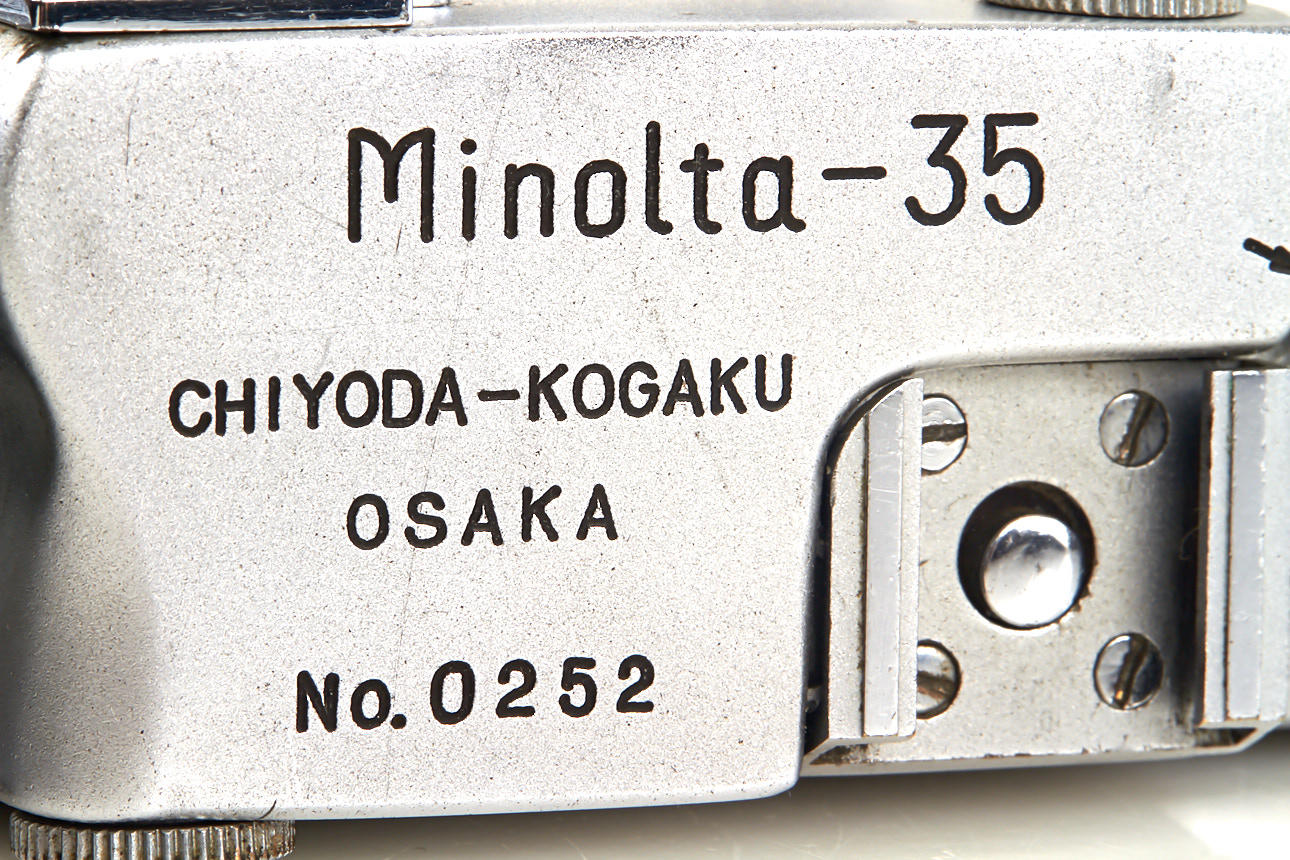 Minolta-35
CHIYODA-KOGAKU
OSAKA
No. 0252